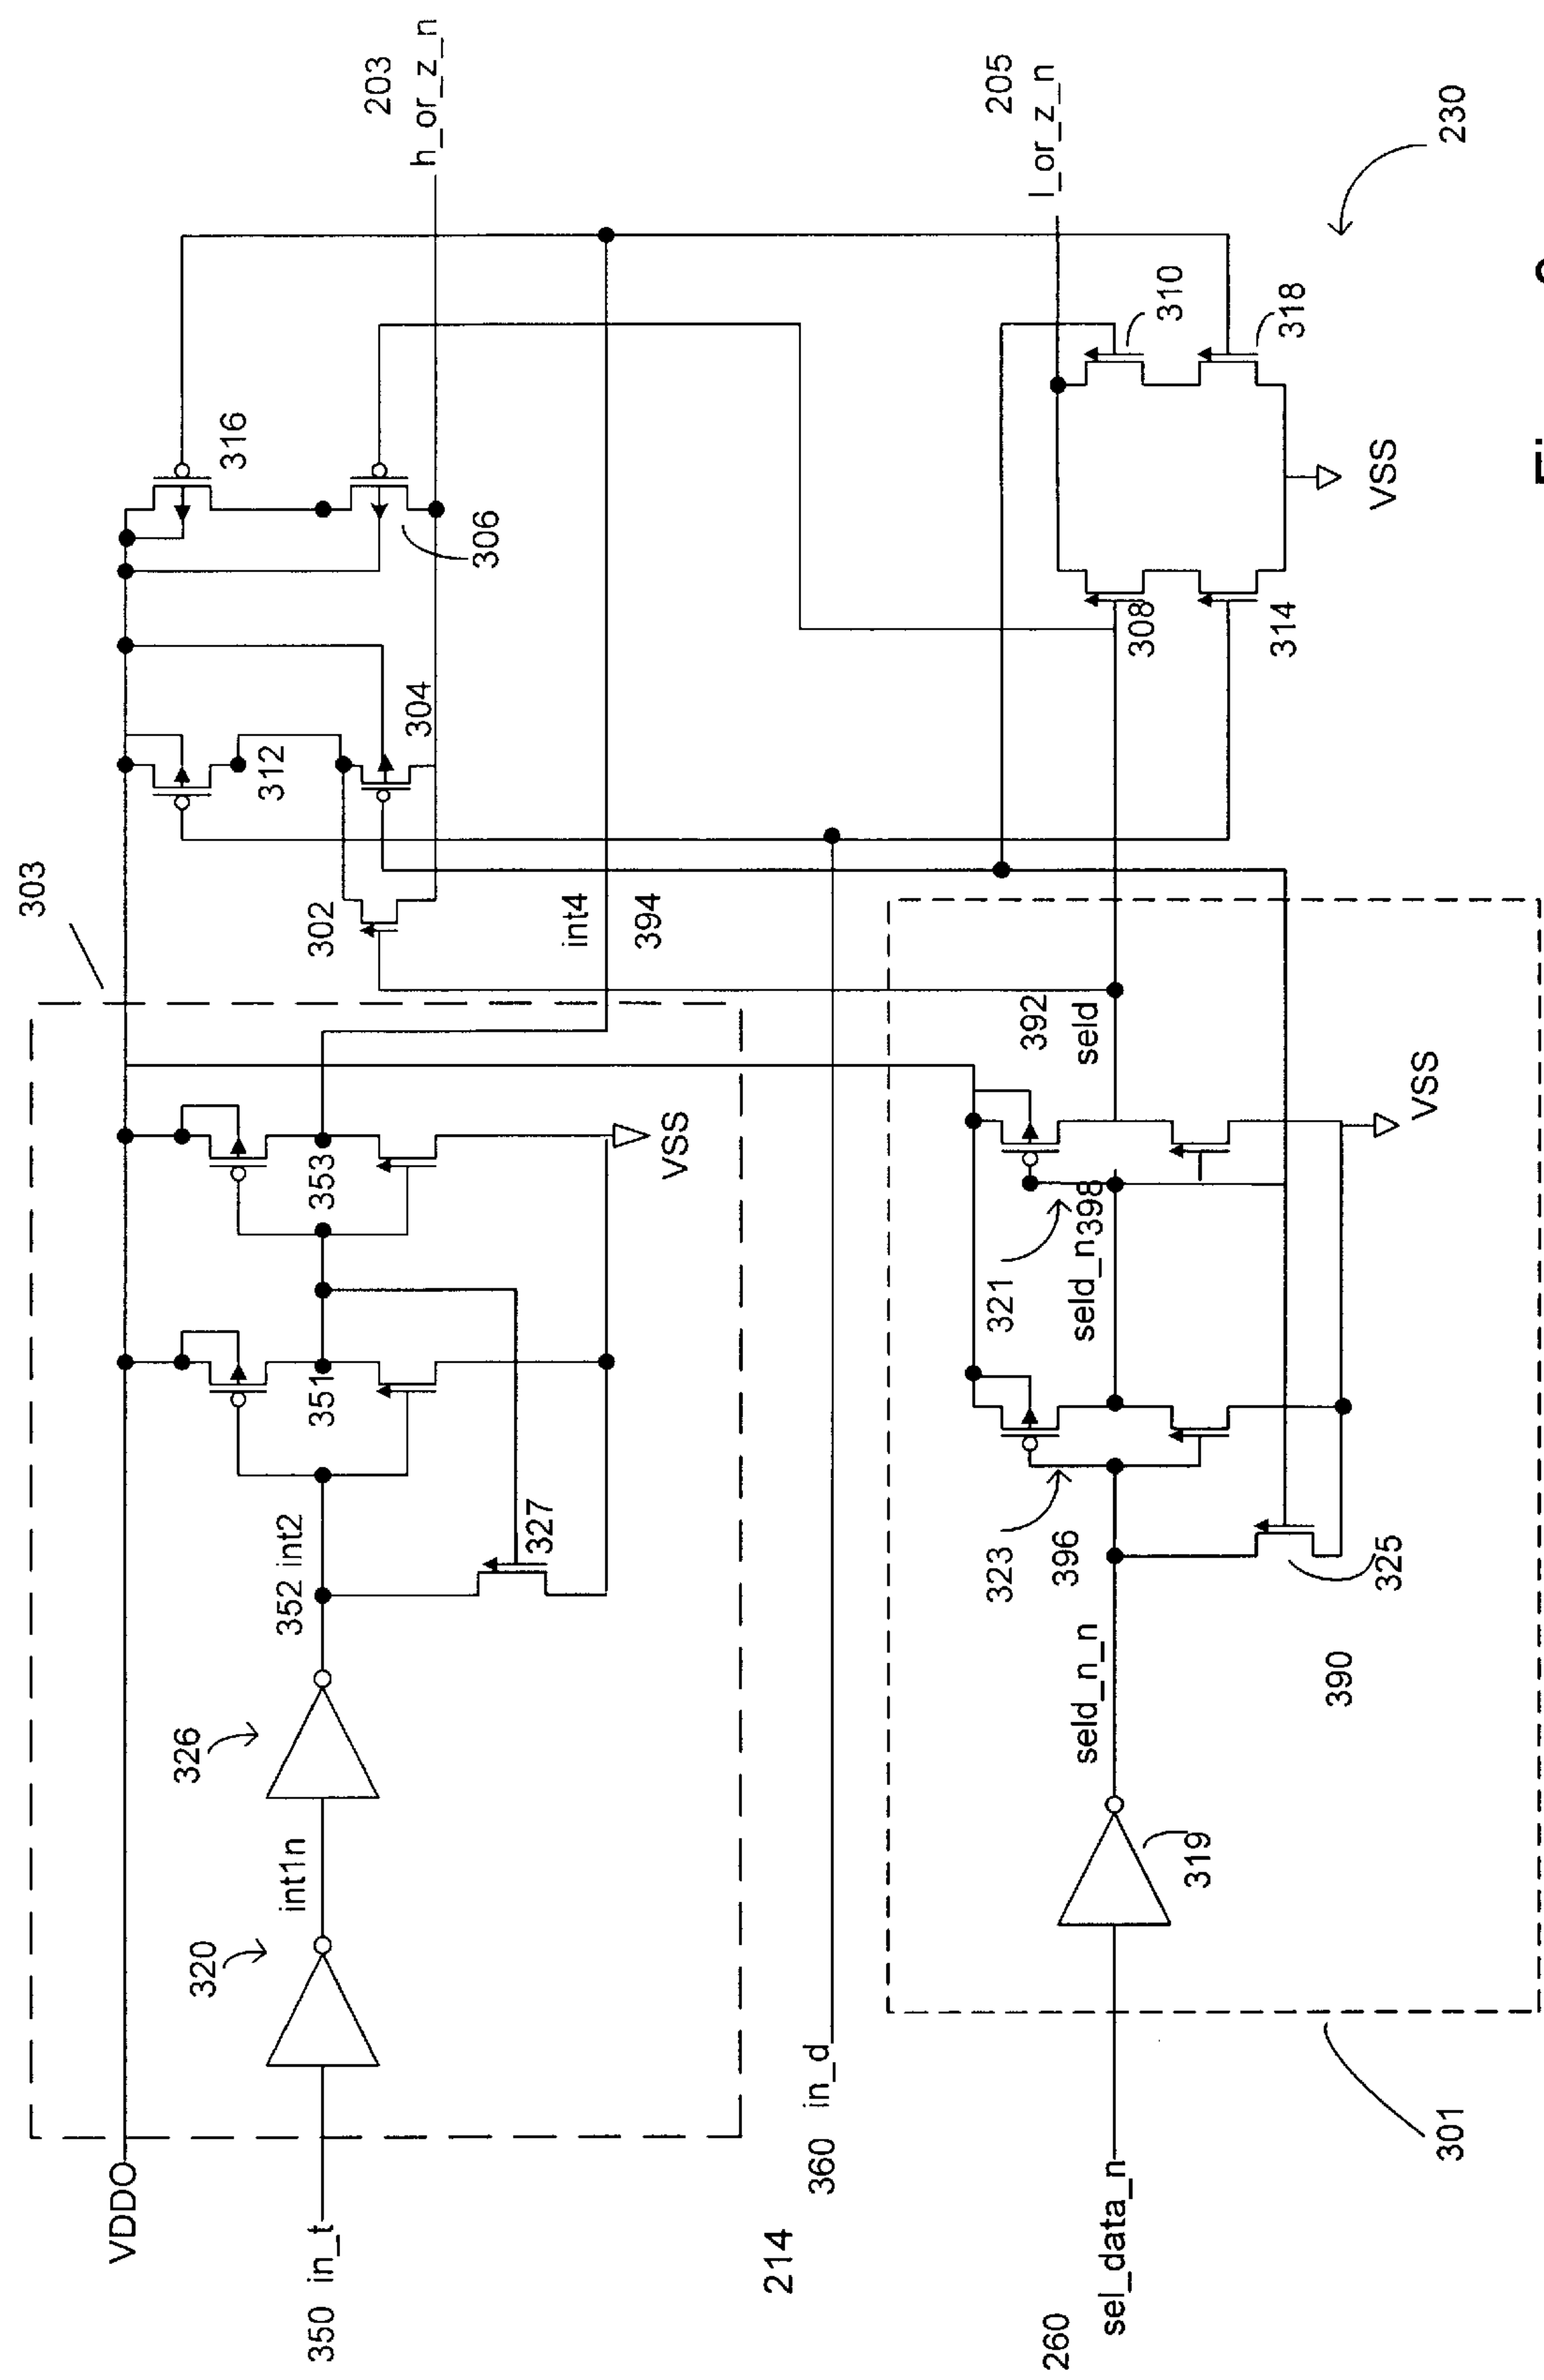 303
VDDO
350 in_t
320
int1n
326
352 int2
327
351
353
VSS
int4
394
302
312
304
316
306
203
h_or_z_n
214
360 in_d
260
sel_data_n
301
319
seld_n_n
390
325
323
396
321
seld_n398
392
seld
VSS
308
314
VSS
310
318
205
l_or_z_n
230